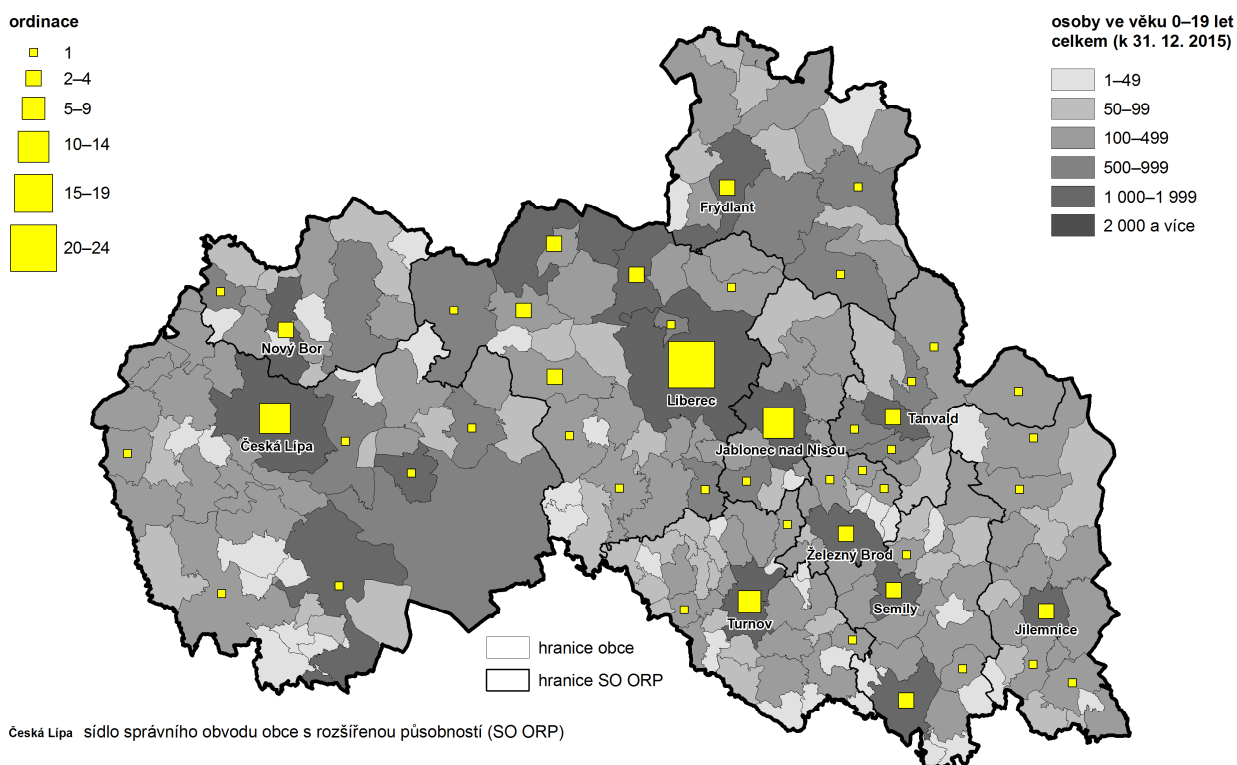 ordinace
1
2–4
5–9
10–14
15–19
20–24
osoby ve věku 0–19 let
celkem (k 31. 12. 2015)
1–49
50–99
100–499
500–999
1 000–1 999
2 000 a více
Frýdlant
Nový Bor
Liberec
Česká Lípa
Tanvald
Jablonec nad Nisou
Železný Brod
Semily
Turnov
Jilemnice
hranice obce
hranice SO ORP
Česká Lípa sídlo správního obvodu obce s rozšířenou působností (SO ORP)